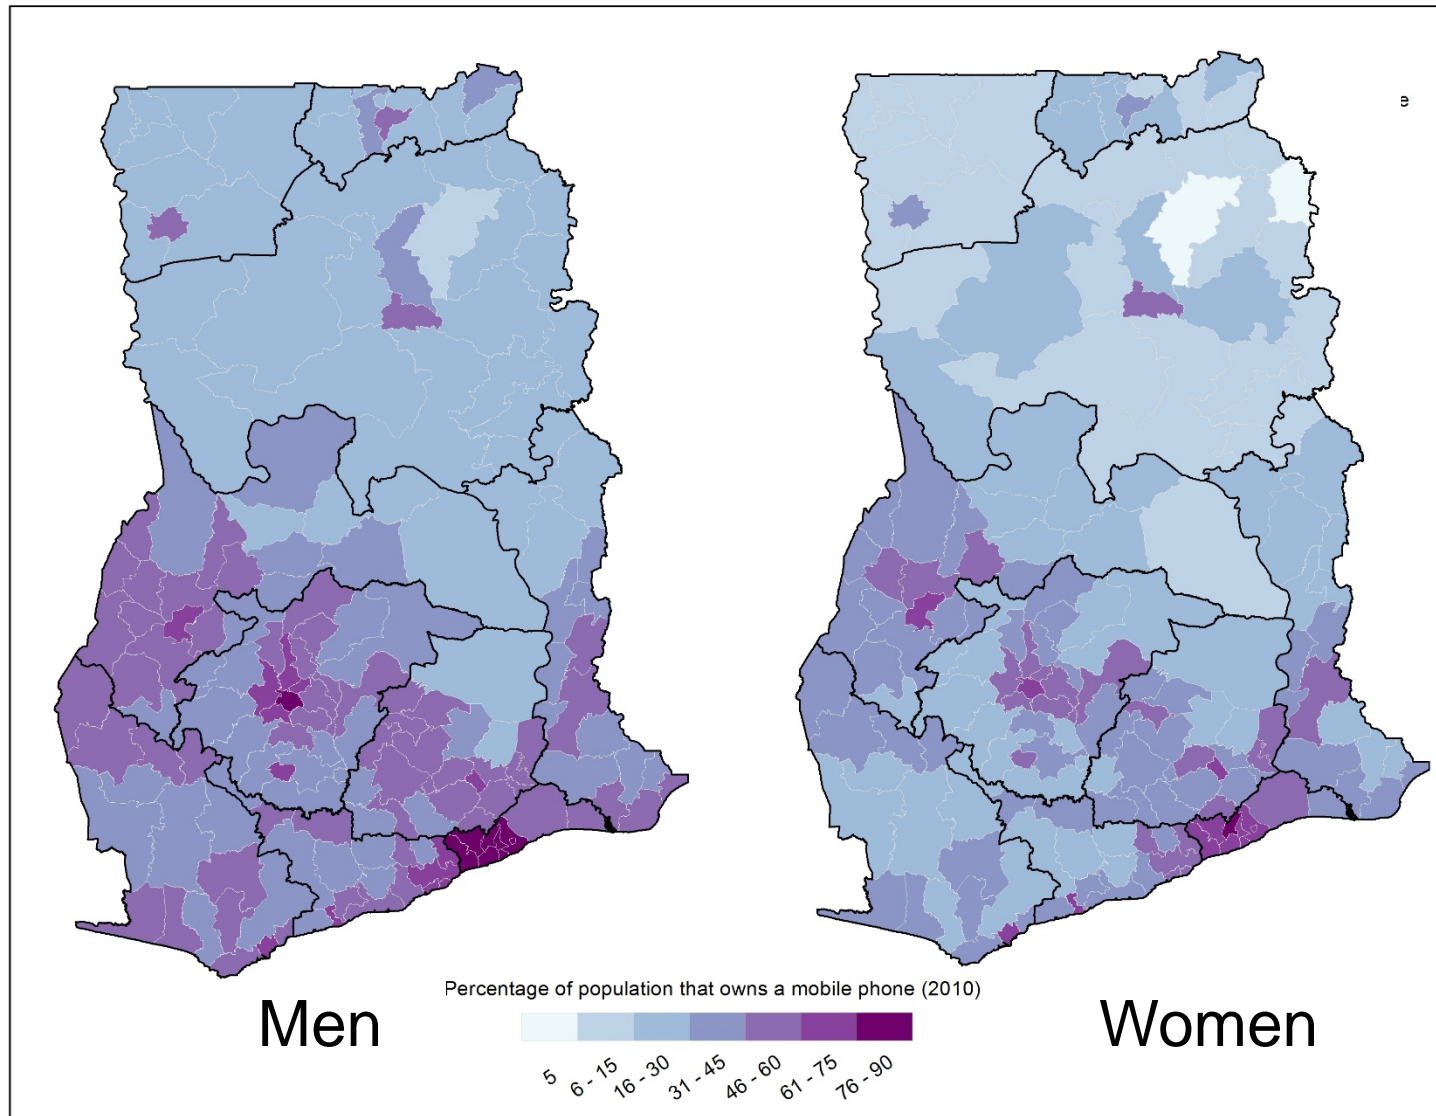 e
Percentage of population that owns a mobile phone (2010)
Men
Women
5
6 - 15
16 - 30
31 - 45
46 - 60
61 - 75
76 - 90